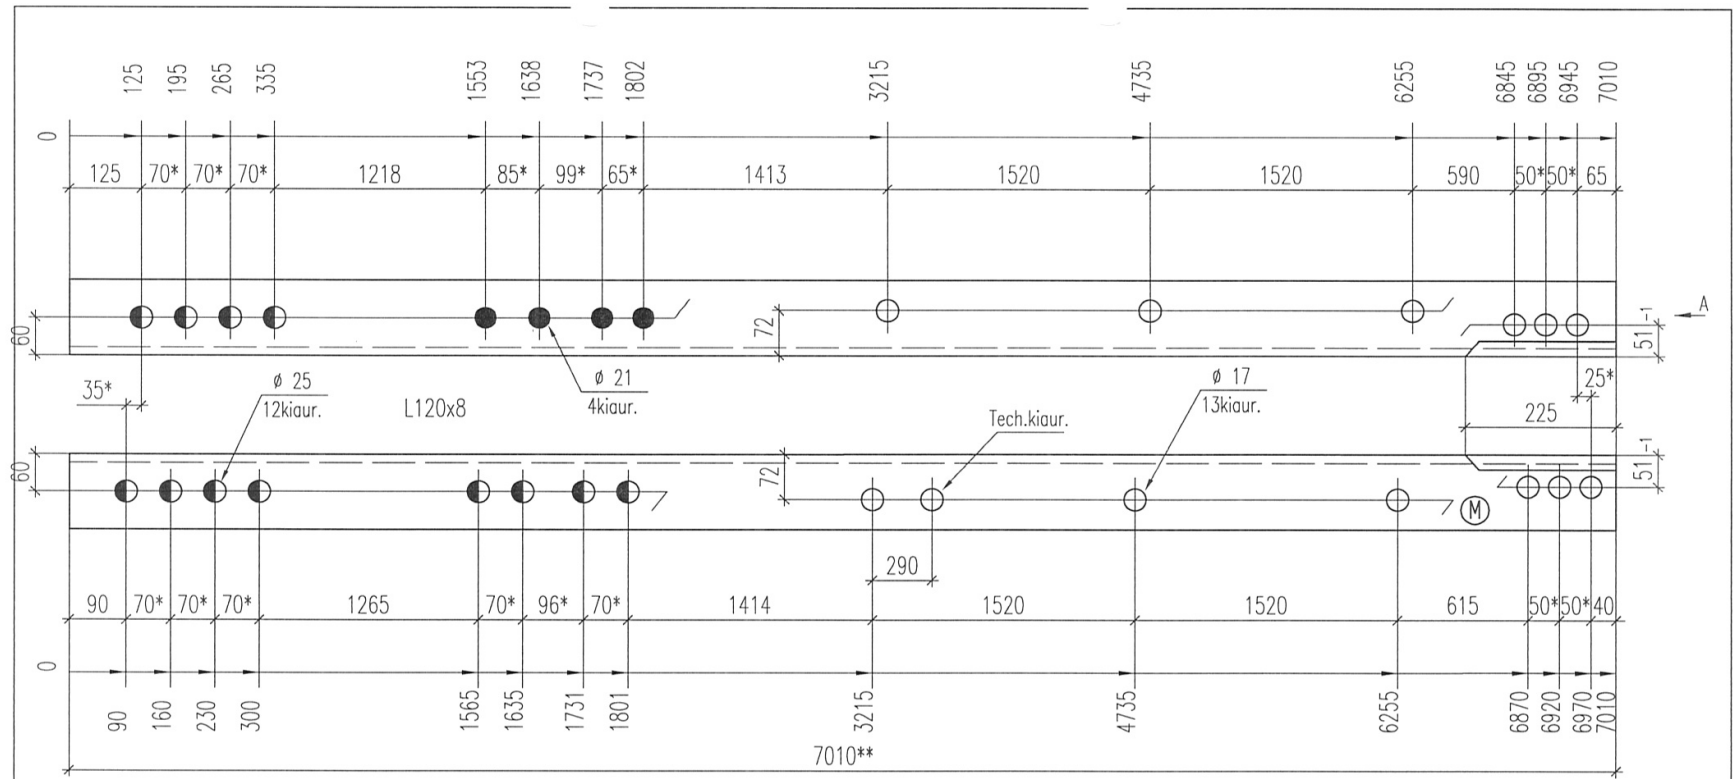 125 195 265 335 1553 1638 1737 1802 3215 4735 6255 6845 6895 6945 7010
0
125 70* 70* 70* 1218 85* 99* 65* 1413 1520 1520 590 50* 50* 65
A
60 72 51 -1
35* ø 25 ø 21 ø 17 25*
12kiaur. L120x8 4kiaur. 13kiaur.
Tech.kiaur. 225
60 72 51 -1
M
290
90 70* 70* 70* 1265 70* 96* 70* 1414 1520 1520 615 50* 50* 40
0
90 160 230 300 1565 1635 1731 1801 3215 4735 6255 6870 6920 6970 7010
7010**